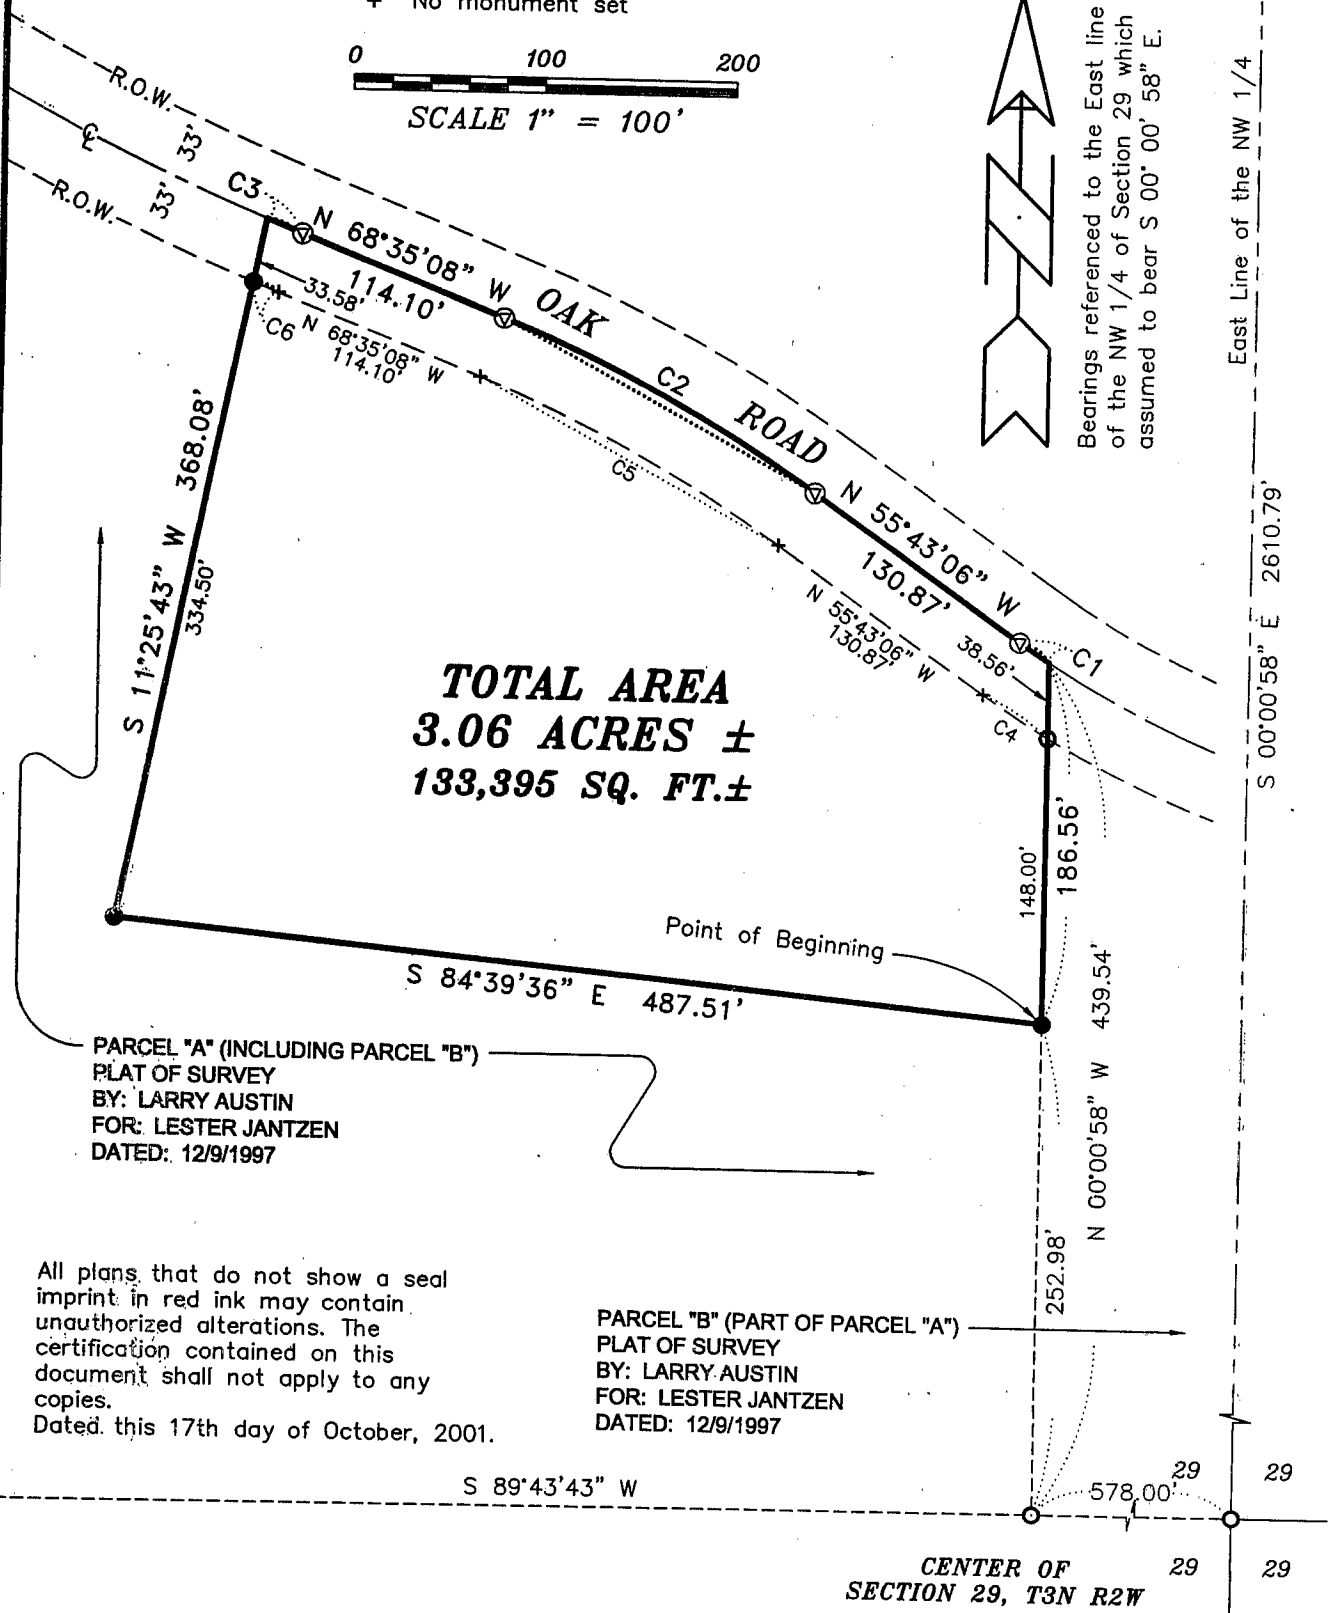 + No monument set
0 100 200
SCALE 1” = 100’
Bearings referenced to the East line
of the NW 1/4 of Section 29 which
assumed to bear S 00° 00' 58” E.
East Line of the NW 1/4
S 00°00'58” E 2610.79'
R.O.W.
33'
℄
R.O.W.
33'
C3
N 68°35'08” W
114.10'
33.58'
C6
N 68°35'08” W
114.10'
OAK
ROAD
C2
C5
N 55°43'06” W
130.87'
N 55°43'06” W
130.87'
38.56'
C1
C4
S 11°25'43” W 368.08'
334.50'
TOTAL AREA
3.06 ACRES ±
133,395 SQ. FT.±
148.00'
186.56'
Point of Beginning
S 84°39'36” E 487.51'
N 00°00'58” W 439.54'
252.98'
PARCEL "A" (INCLUDING PARCEL "B")
PLAT OF SURVEY
BY: LARRY AUSTIN
FOR: LESTER JANTZEN
DATED: 12/9/1997
All plans that do not show a seal
imprint in red ink may contain
unauthorized alterations. The
certification contained on this
document shall not apply to any
copies.
Dated this 17th day of October, 2001.
PARCEL "B" (PART OF PARCEL "A")
PLAT OF SURVEY
BY: LARRY AUSTIN
FOR: LESTER JANTZEN
DATED: 12/9/1997
S 89°43'43” W
578.00'
29 29
29 29
CENTER OF
SECTION 29, T3N R2W